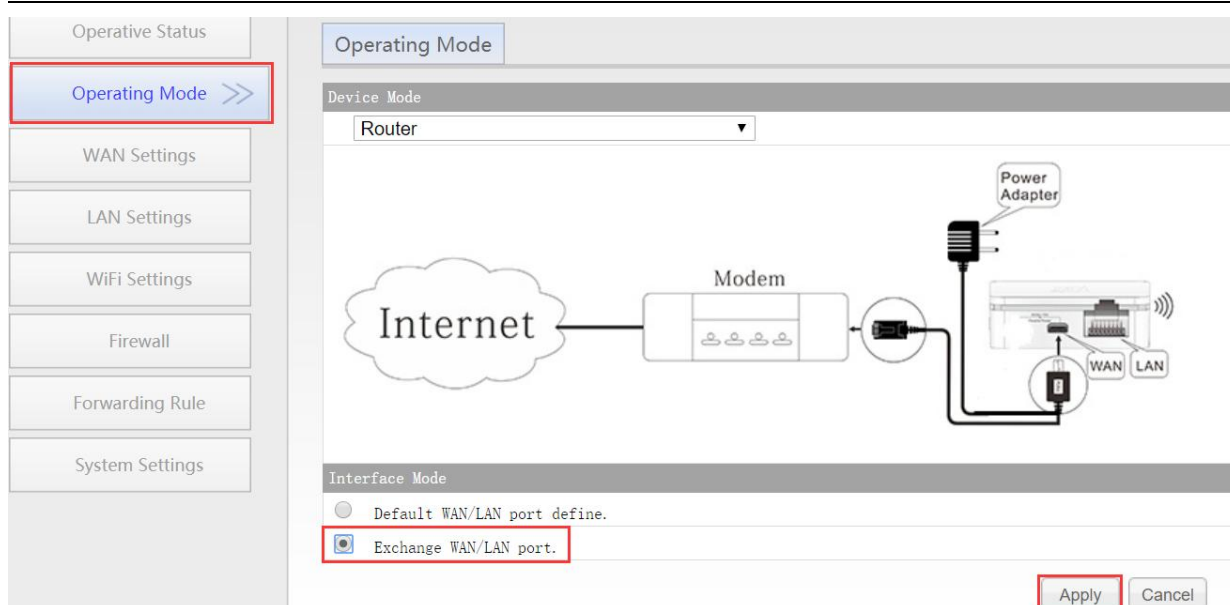 Operative Status
Operating Mode
WAN Settings
LAN Settings
WiFi Settings
Firewall
Forwarding Rule
System Settings
Operating Mode
Device Mode
Router
Internet
Modem
Power
Adapter
WAN
LAN
Interface Mode
Default WAN/LAN port define.
Exchange WAN/LAN port.
Apply
Cancel